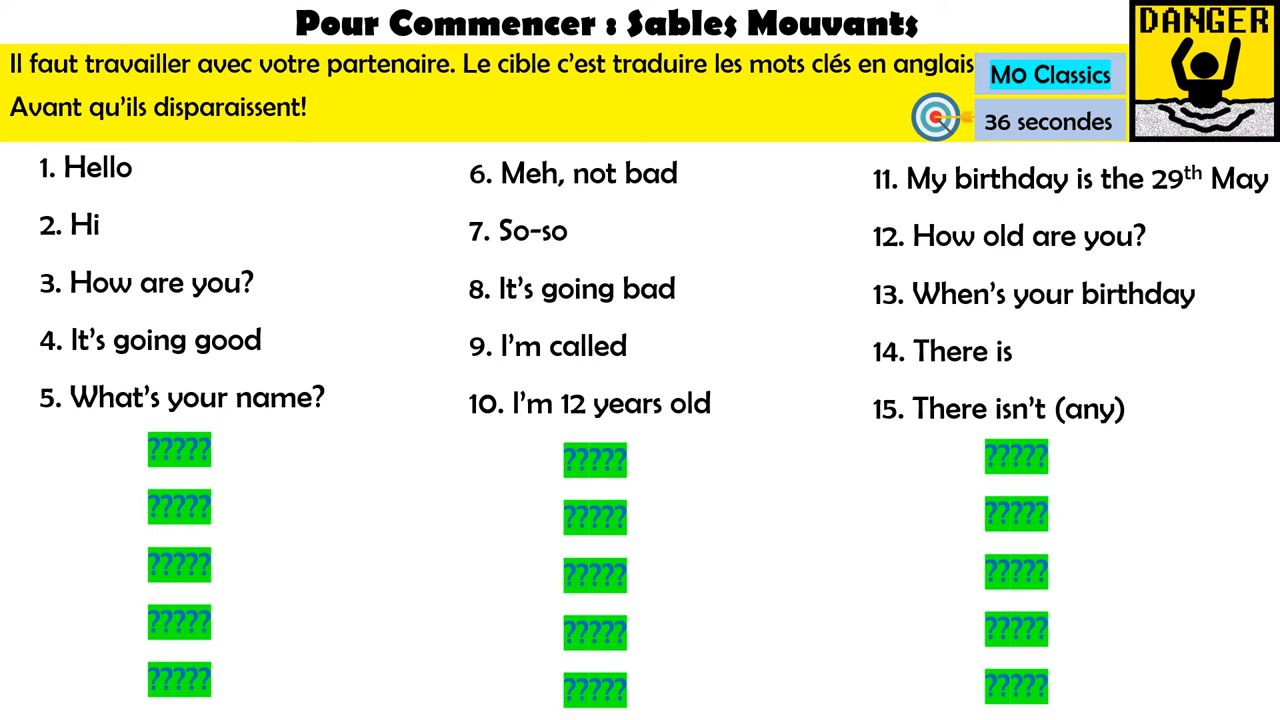 Pour Commencer : Sables Mouvants
DANGER
Il faut travailler avec votre partenaire. Le cible c’est traduire les mots clés en anglais
Avant qu’ils disparaissent!
M0 Classics
36 secondes
1. Hello
2. Hi
3. How are you?
4. It’s going good
5. What’s your name?
?????
?????
?????
?????
?????
6. Meh, not bad
7. So-so
8. It’s going bad
9. I’m called
10. I’m 12 years old
?????
?????
?????
?????
?????
11. My birthday is the 29th May
12. How old are you?
13. When’s your birthday
14. There is
15. There isn’t (any)
?????
?????
?????
?????
?????